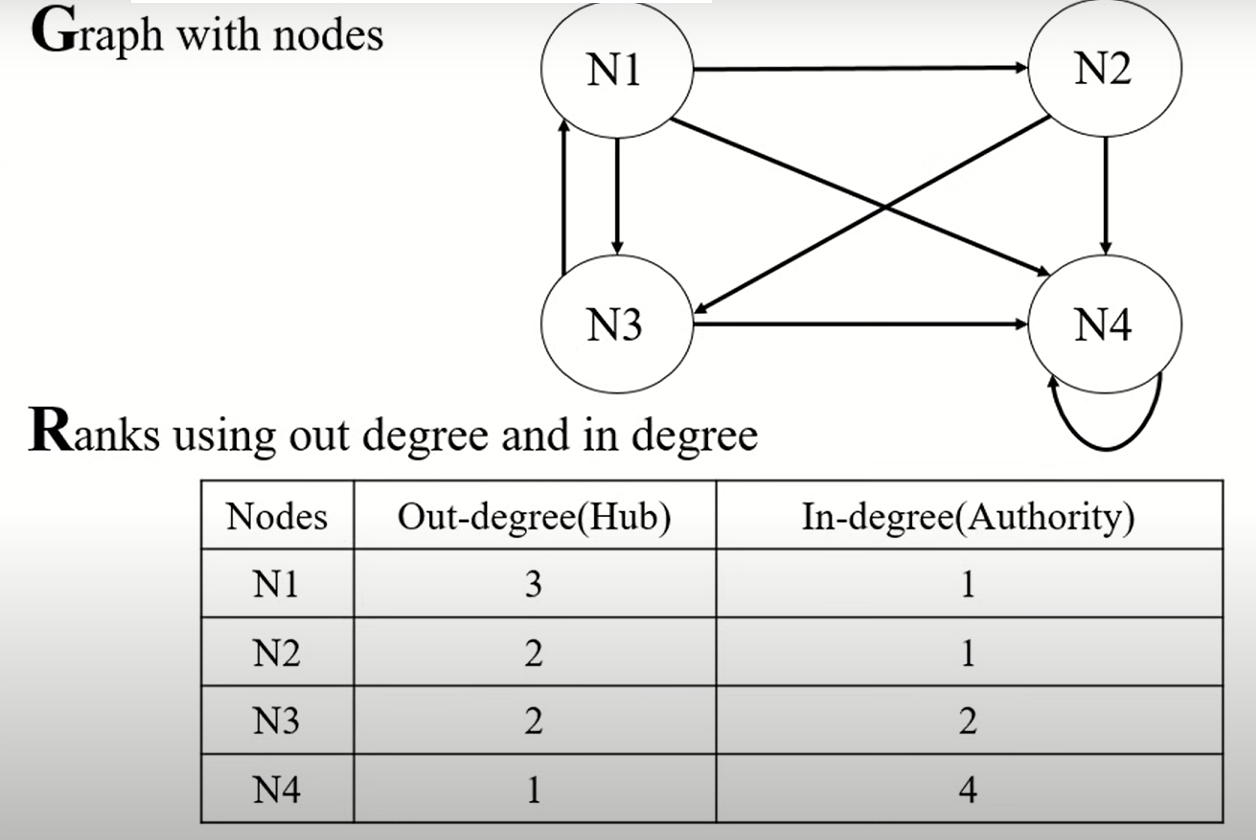 Graph with nodes
N1
N2
N3
N4
Ranks using out degree and in degree
Nodes Out-degree(Hub) In-degree(Authority)
N1 3 1
N2 2 1
N3 2 2
N4 1 4